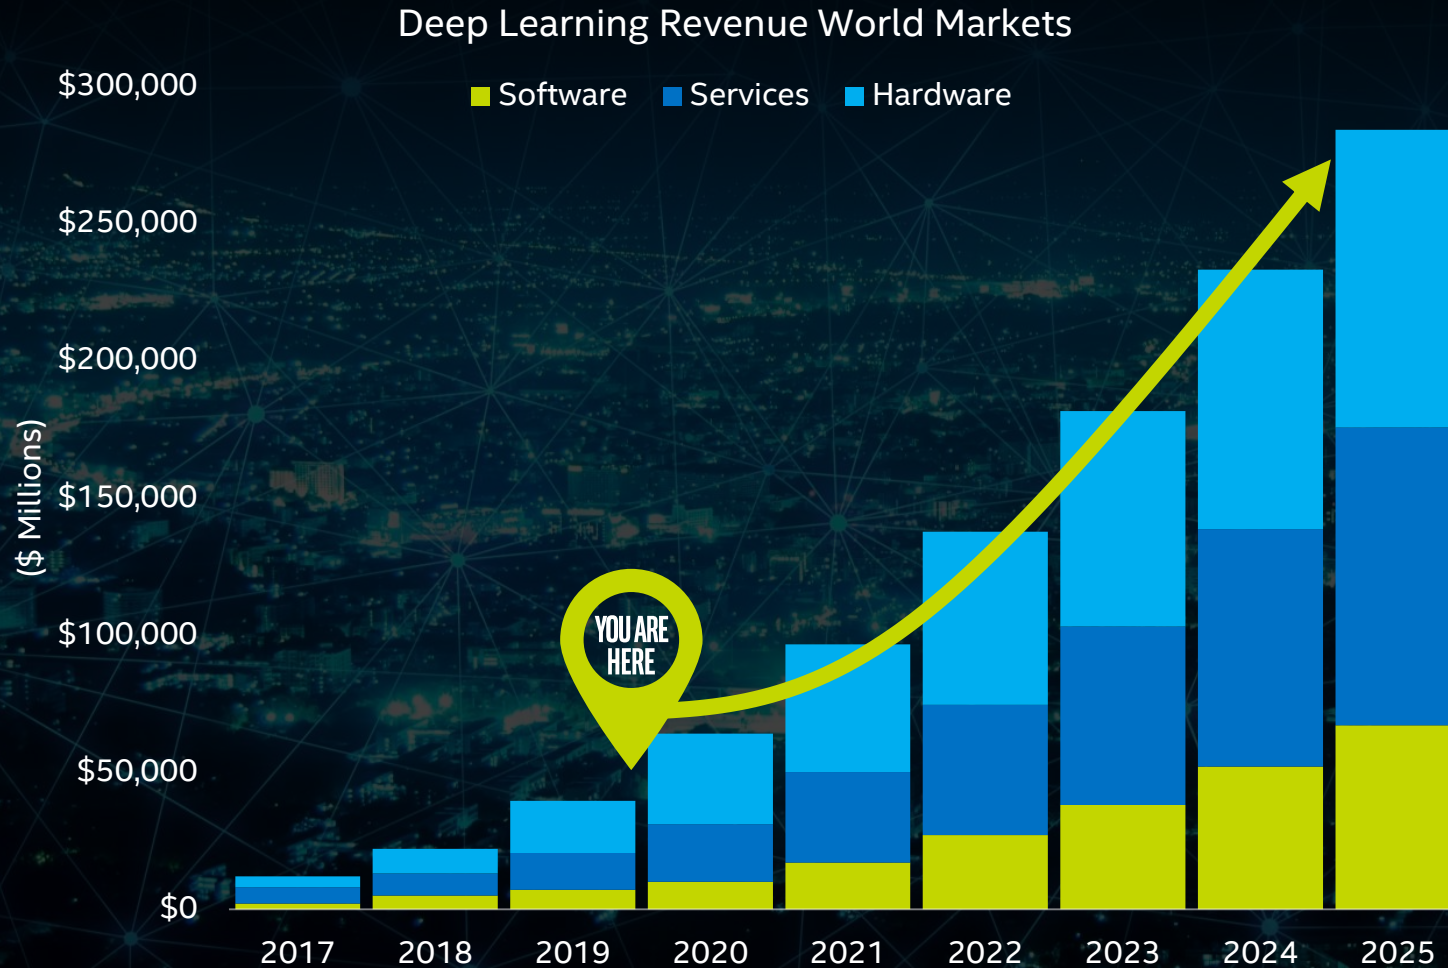 Deep Learning Revenue World Markets
Software Services Hardware
($ Millions)
$300,000
$250,000
$200,000
$150,000
$100,000
$50,000
$0
YOU ARE
HERE
2017 2018 2019 2020 2021 2022 2023 2024 2025